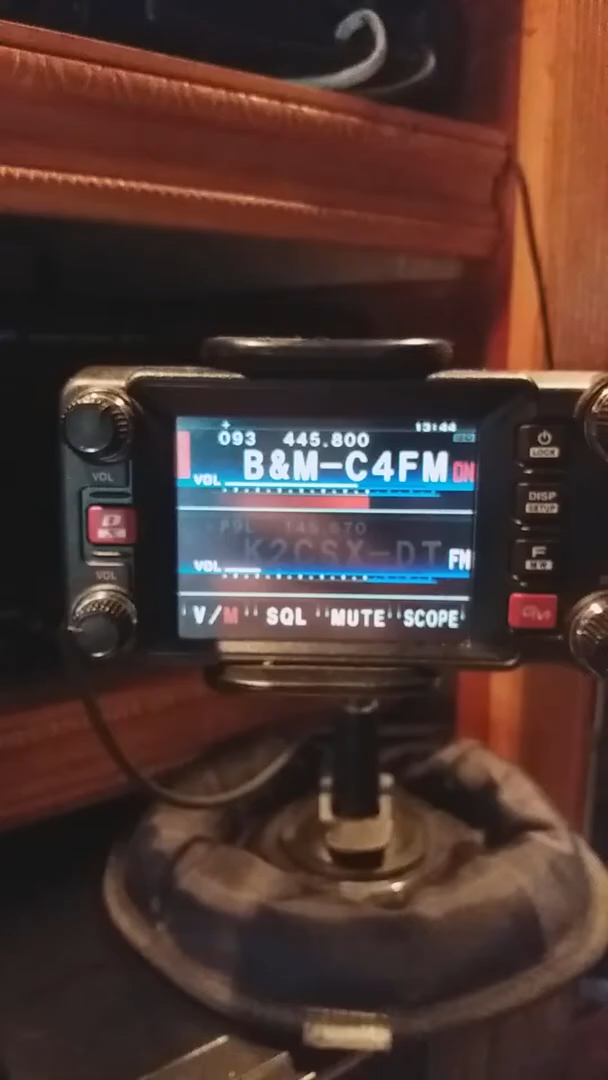 13:44
093 445.800
B&M-C4FM DN
VOL
P9L 145.670
K2CSX-DT FM
VOL
V/M SQL MUTE SCOPE
VOL
VOL
LOCK
DISP
SETUP
F
MW